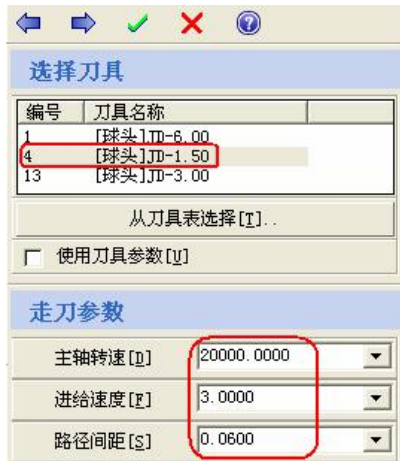 选择刀具
编号 刀具名称
1 [球头]JD-6.00
4 [球头]JD-1.50
13 [球头]JD-3.00
从刀具表选择[T]..
使用刀具参数[U]
走刀参数
主轴转速[D] 20000.0000
进给速度[F] 3.0000
路径间距[S] 0.0600